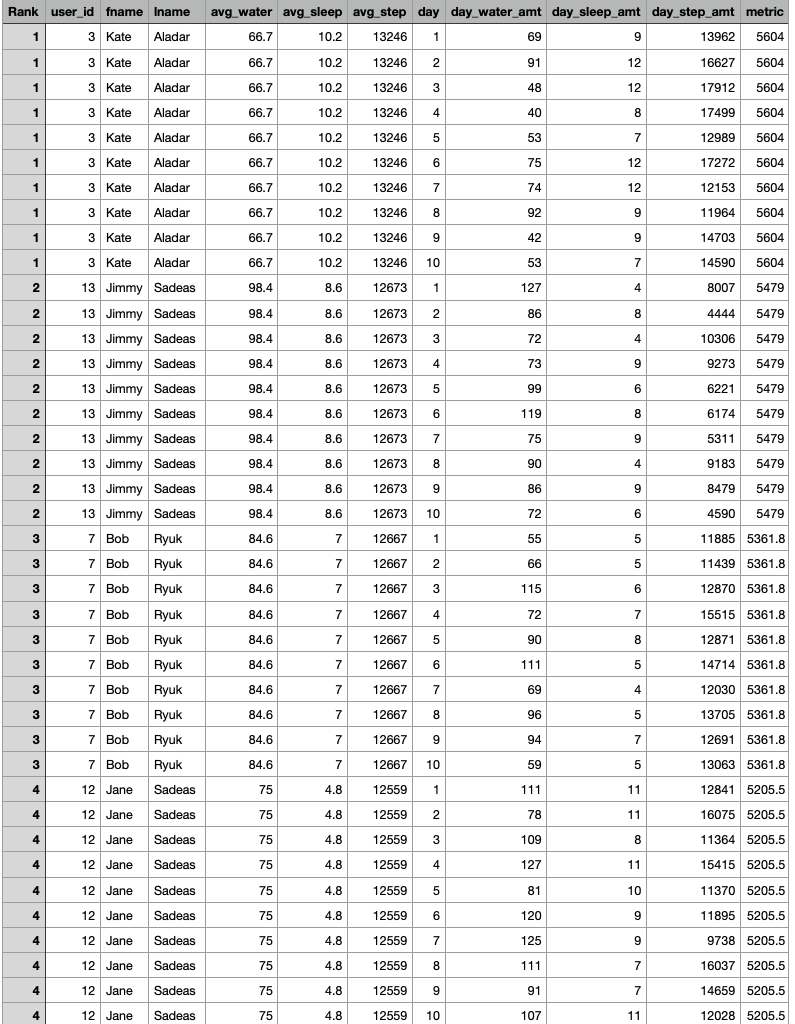 Rank user_id fname lname avg_water avg_sleep avg_step day day_water_amt day_sleep_amt day_step_amt metric
1 3 Kate Aladar 66.7 10.2 13246 1 69 9 13962 5604
1 3 Kate Aladar 66.7 10.2 13246 2 91 12 16627 5604
1 3 Kate Aladar 66.7 10.2 13246 3 48 12 17912 5604
1 3 Kate Aladar 66.7 10.2 13246 4 40 8 17499 5604
1 3 Kate Aladar 66.7 10.2 13246 5 53 7 12989 5604
1 3 Kate Aladar 66.7 10.2 13246 6 75 12 17272 5604
1 3 Kate Aladar 66.7 10.2 13246 7 74 12 12153 5604
1 3 Kate Aladar 66.7 10.2 13246 8 92 9 11964 5604
1 3 Kate Aladar 66.7 10.2 13246 9 42 9 14703 5604
1 3 Kate Aladar 66.7 10.2 13246 10 53 7 14590 5604
2 13 Jimmy Sadeas 98.4 8.6 12673 1 127 4 8007 5479
2 13 Jimmy Sadeas 98.4 8.6 12673 2 86 8 4444 5479
2 13 Jimmy Sadeas 98.4 8.6 12673 3 72 4 10306 5479
2 13 Jimmy Sadeas 98.4 8.6 12673 4 73 9 9273 5479
2 13 Jimmy Sadeas 98.4 8.6 12673 5 99 6 6221 5479
2 13 Jimmy Sadeas 98.4 8.6 12673 6 119 8 6174 5479
2 13 Jimmy Sadeas 98.4 8.6 12673 7 75 9 5311 5479
2 13 Jimmy Sadeas 98.4 8.6 12673 8 90 4 9183 5479
2 13 Jimmy Sadeas 98.4 8.6 12673 9 86 9 8479 5479
2 13 Jimmy Sadeas 98.4 8.6 12673 10 72 6 4590 5479
3 7 Bob Ryuk 84.6 7 12667 1 55 5 11885 5361.8
3 7 Bob Ryuk 84.6 7 12667 2 66 5 11439 5361.8
3 7 Bob Ryuk 84.6 7 12667 3 115 6 12870 5361.8
3 7 Bob Ryuk 84.6 7 12667 4 72 7 15515 5361.8
3 7 Bob Ryuk 84.6 7 12667 5 90 8 12871 5361.8
3 7 Bob Ryuk 84.6 7 12667 6 111 5 14714 5361.8
3 7 Bob Ryuk 84.6 7 12667 7 69 4 12030 5361.8
3 7 Bob Ryuk 84.6 7 12667 8 96 5 13705 5361.8
3 7 Bob Ryuk 84.6 7 12667 9 94 7 12691 5361.8
3 7 Bob Ryuk 84.6 7 12667 10 59 5 13063 5361.8
4 12 Jane Sadeas 75 4.8 12559 1 111 11 12841 5205.5
4 12 Jane Sadeas 75 4.8 12559 2 78 11 16075 5205.5
4 12 Jane Sadeas 75 4.8 12559 3 109 8 11364 5205.5
4 12 Jane Sadeas 75 4.8 12559 4 127 11 15415 5205.5
4 12 Jane Sadeas 75 4.8 12559 5 81 10 11370 5205.5
4 12 Jane Sadeas 75 4.8 12559 6 120 9 11895 5205.5
4 12 Jane Sadeas 75 4.8 12559 7 125 9 9738 5205.5
4 12 Jane Sadeas 75 4.8 12559 8 111 7 16037 5205.5
4 12 Jane Sadeas 75 4.8 12559 9 91 7 14659 5205.5
4 12 Jane Sadeas 75 4.8 12559 10 107 11 12028 5205.5